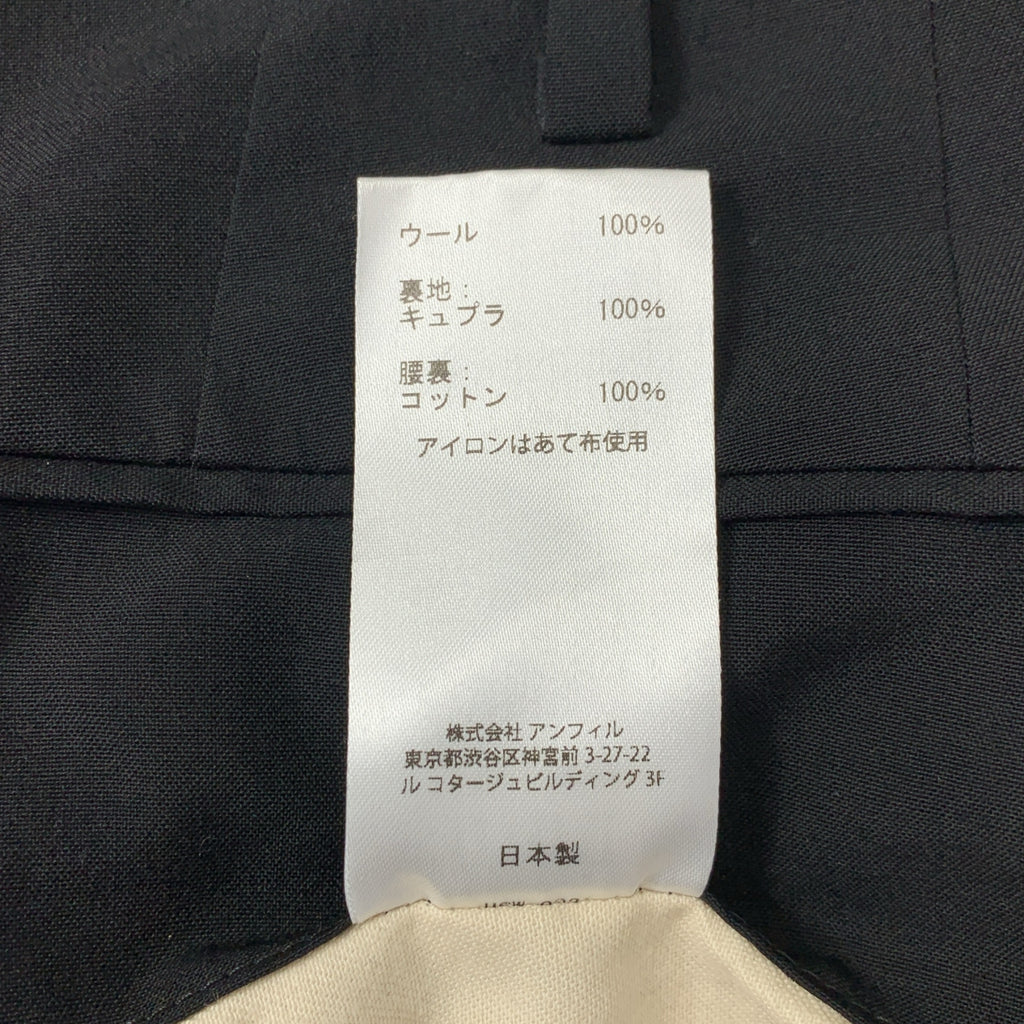 ウール 100%
裏地：
キュプラ 100%
腰裏：
コットン 100%
アイロンはあて布使用
株式会社 アンフィル
東京都渋谷区神宮前 3-27-22
ル コタージュビルディング 3F
日本製